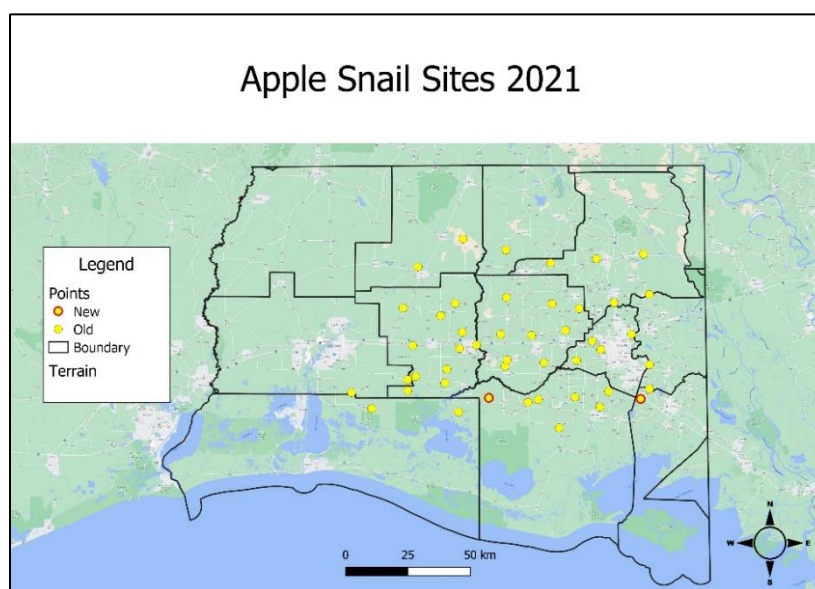 Apple Snail Sites 2021
Legend
Points
New
Old
Boundary
Terrain
N
W
E
S
0
25
50 km